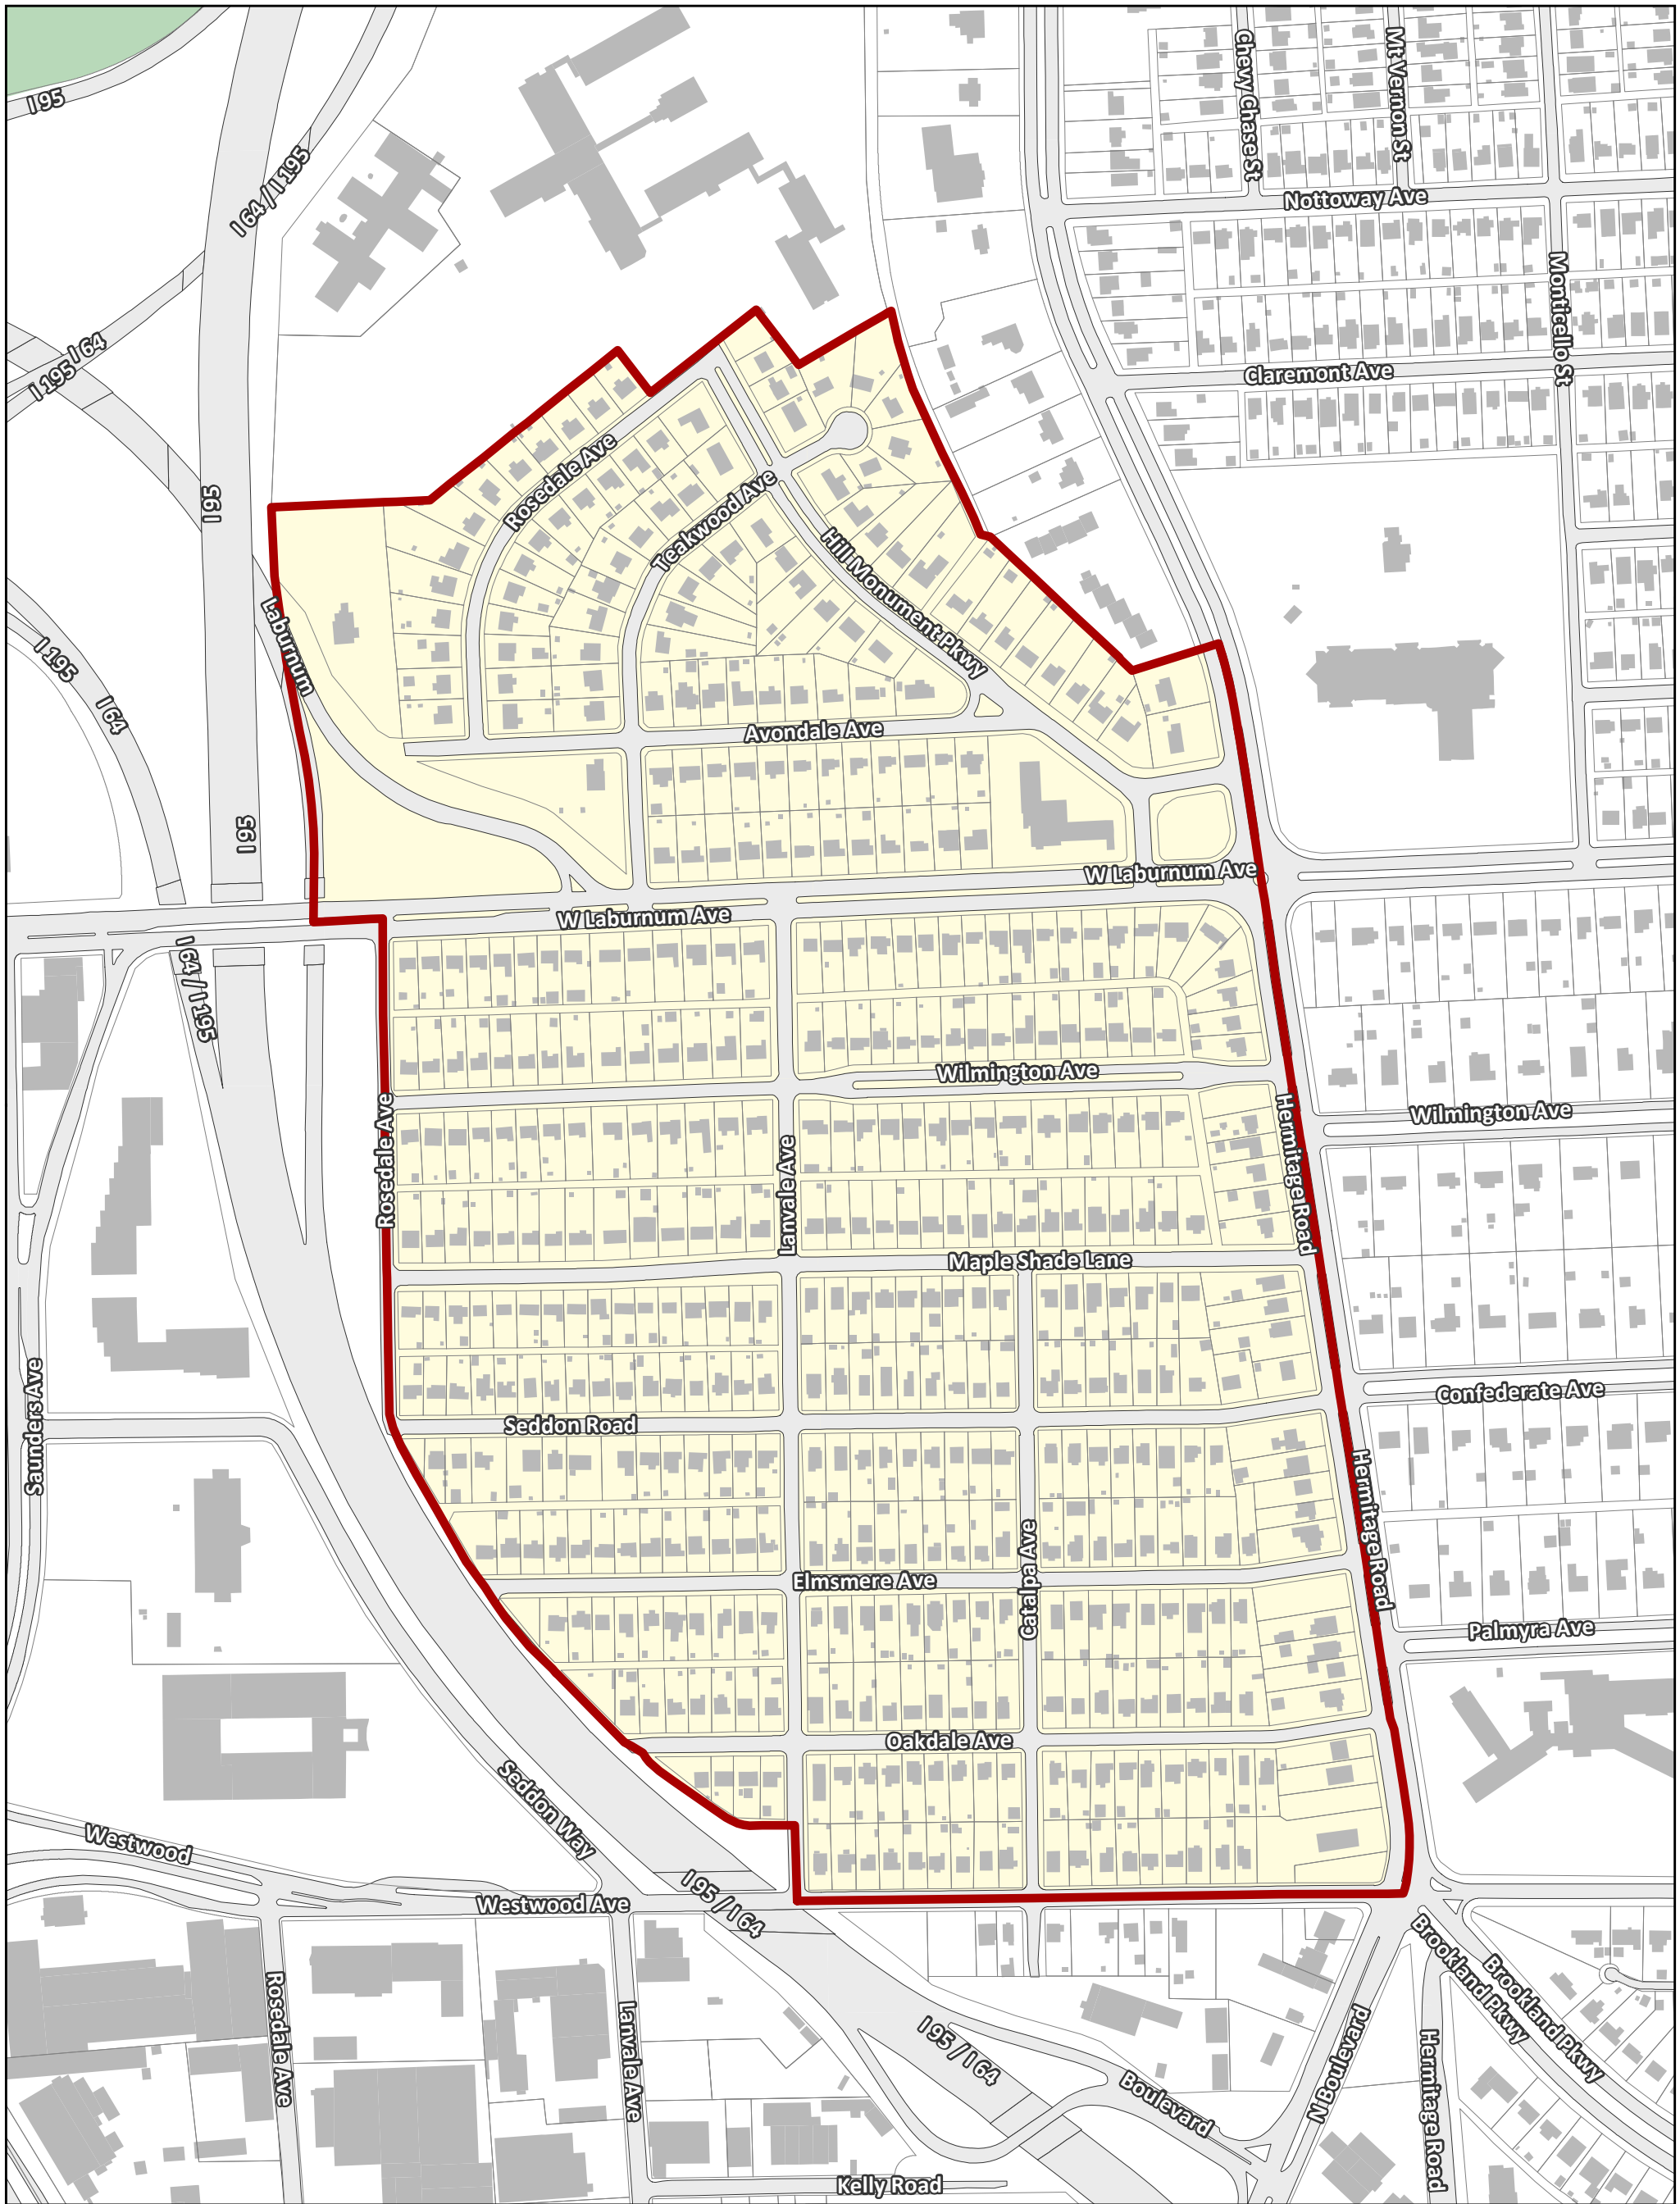 Chevy Chase St
Mt Vernon St
I 95
I 64 / I 195
Nottoway Ave
Monticello St
I 64
I 195
Claremont Ave
Rosedale Ave
Teakwood Ave
I 95
Hill Monument Pkwy
Laburnum
I 195
I 64
Avondale Ave
I 95
W Laburnum Ave
W Laburnum Ave
I 64 / I 195
Wilmington Ave
Rosedale Ave
Lanvale Ave
Hermitage Road
Wilmington Ave
Maple Shade Lane
Saunders Ave
Confederate Ave
Seddon Road
Hermitage Road
Elmsmere Ave
Catalpa Ave
Palmyra Ave
Oakdale Ave
Seddon Way
Westwood
Westwood Ave
I 95 / I 64
Brookland Pkwy
Brookland Pkwy
Rosedale Ave
Lanvale Ave
I 95 / I 64
Boulevard
N Boulevard
Hermitage Road
Kelly Road